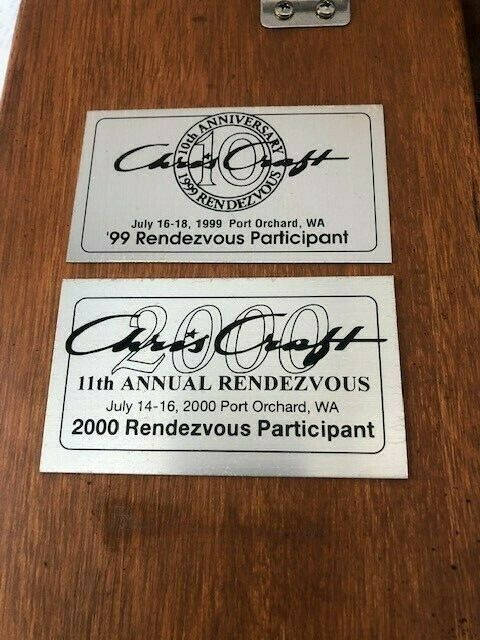 10th ANNIVERSARY
10
Chris Craft
1999 RENDEZVOUS
July 16-18, 1999 Port Orchard, WA
'99 Rendezvous Participant
2000
Chris Craft
11th ANNUAL RENDEZVOUS
July 14-16, 2000 Port Orchard, WA
2000 Rendezvous Participant